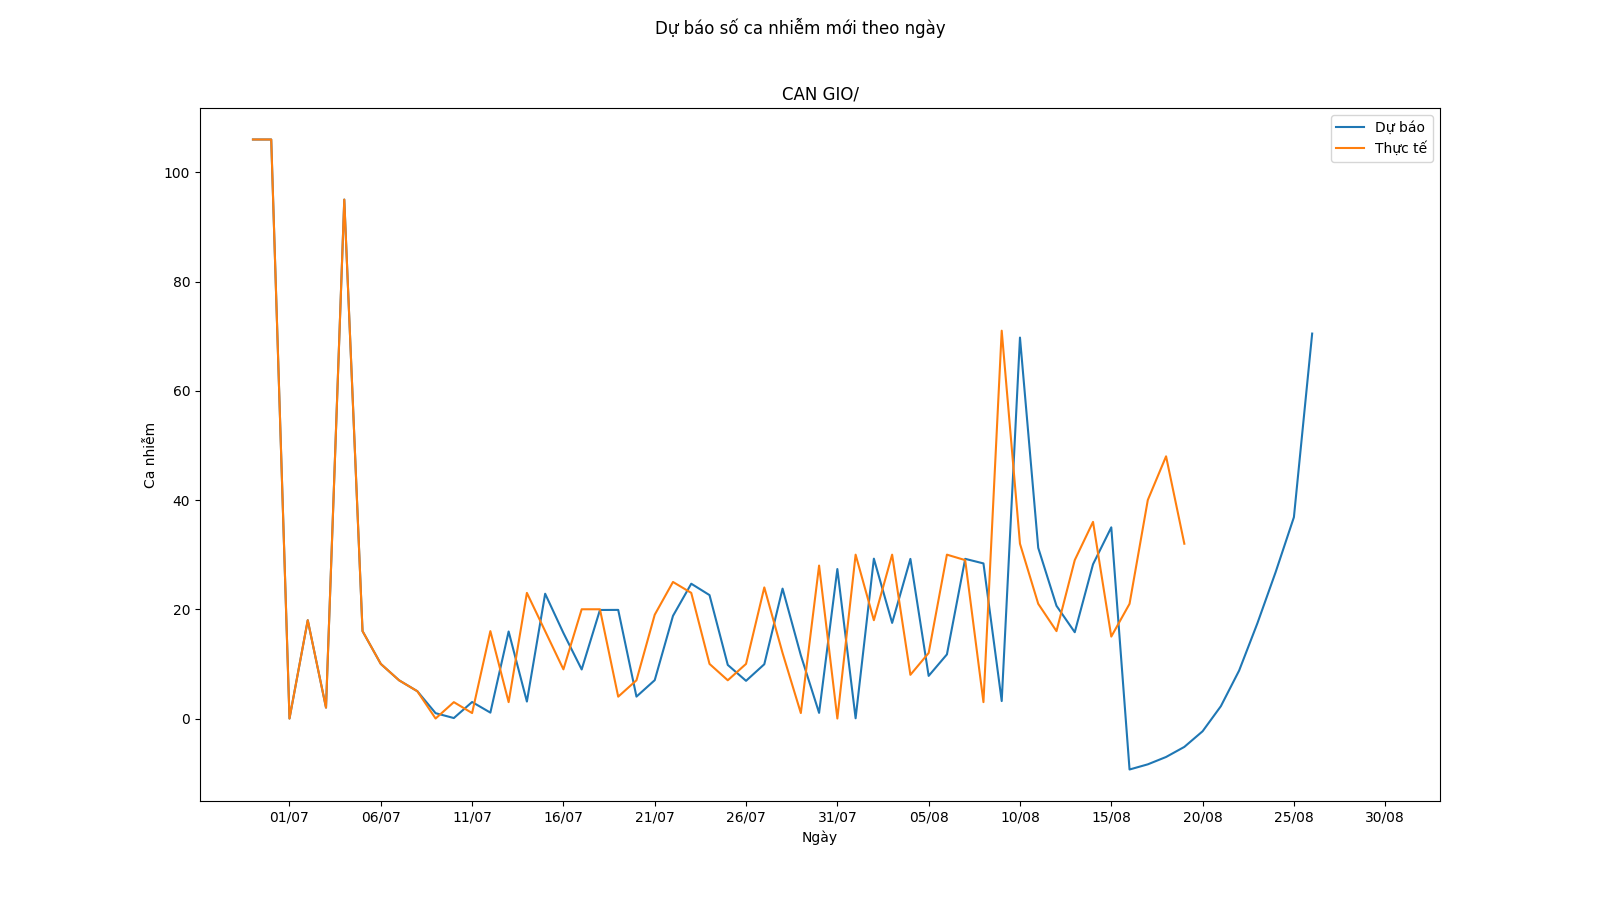 Dự báo số ca nhiễm mới theo ngày
CAN GIO/
Dự báo
Thực tế
100
80
60
40
20
0
Ca nhiễm
01/07 06/07 11/07 16/07 21/07 26/07 31/07 05/08 10/08 15/08 20/08 25/08 30/08
Ngày